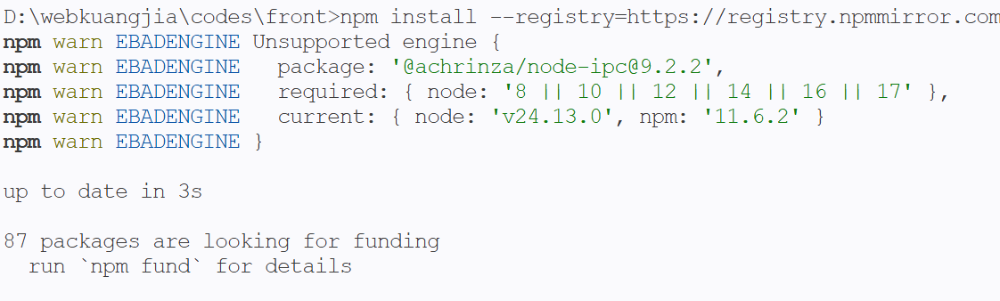 D:\webkuangjia\codes\front>npm install --registry=https://registry.npmmirror.com
npm warn EBADENGINE Unsupported engine {
npm warn EBADENGINE   package: '@achrinza/node-ipc@9.2.2',
npm warn EBADENGINE   required: { node: '8 || 10 || 12 || 14 || 16 || 17' },
npm warn EBADENGINE   current: { node: 'v24.13.0', npm: '11.6.2' }
npm warn EBADENGINE }
up to date in 3s
87 packages are looking for funding
  run `npm fund` for details